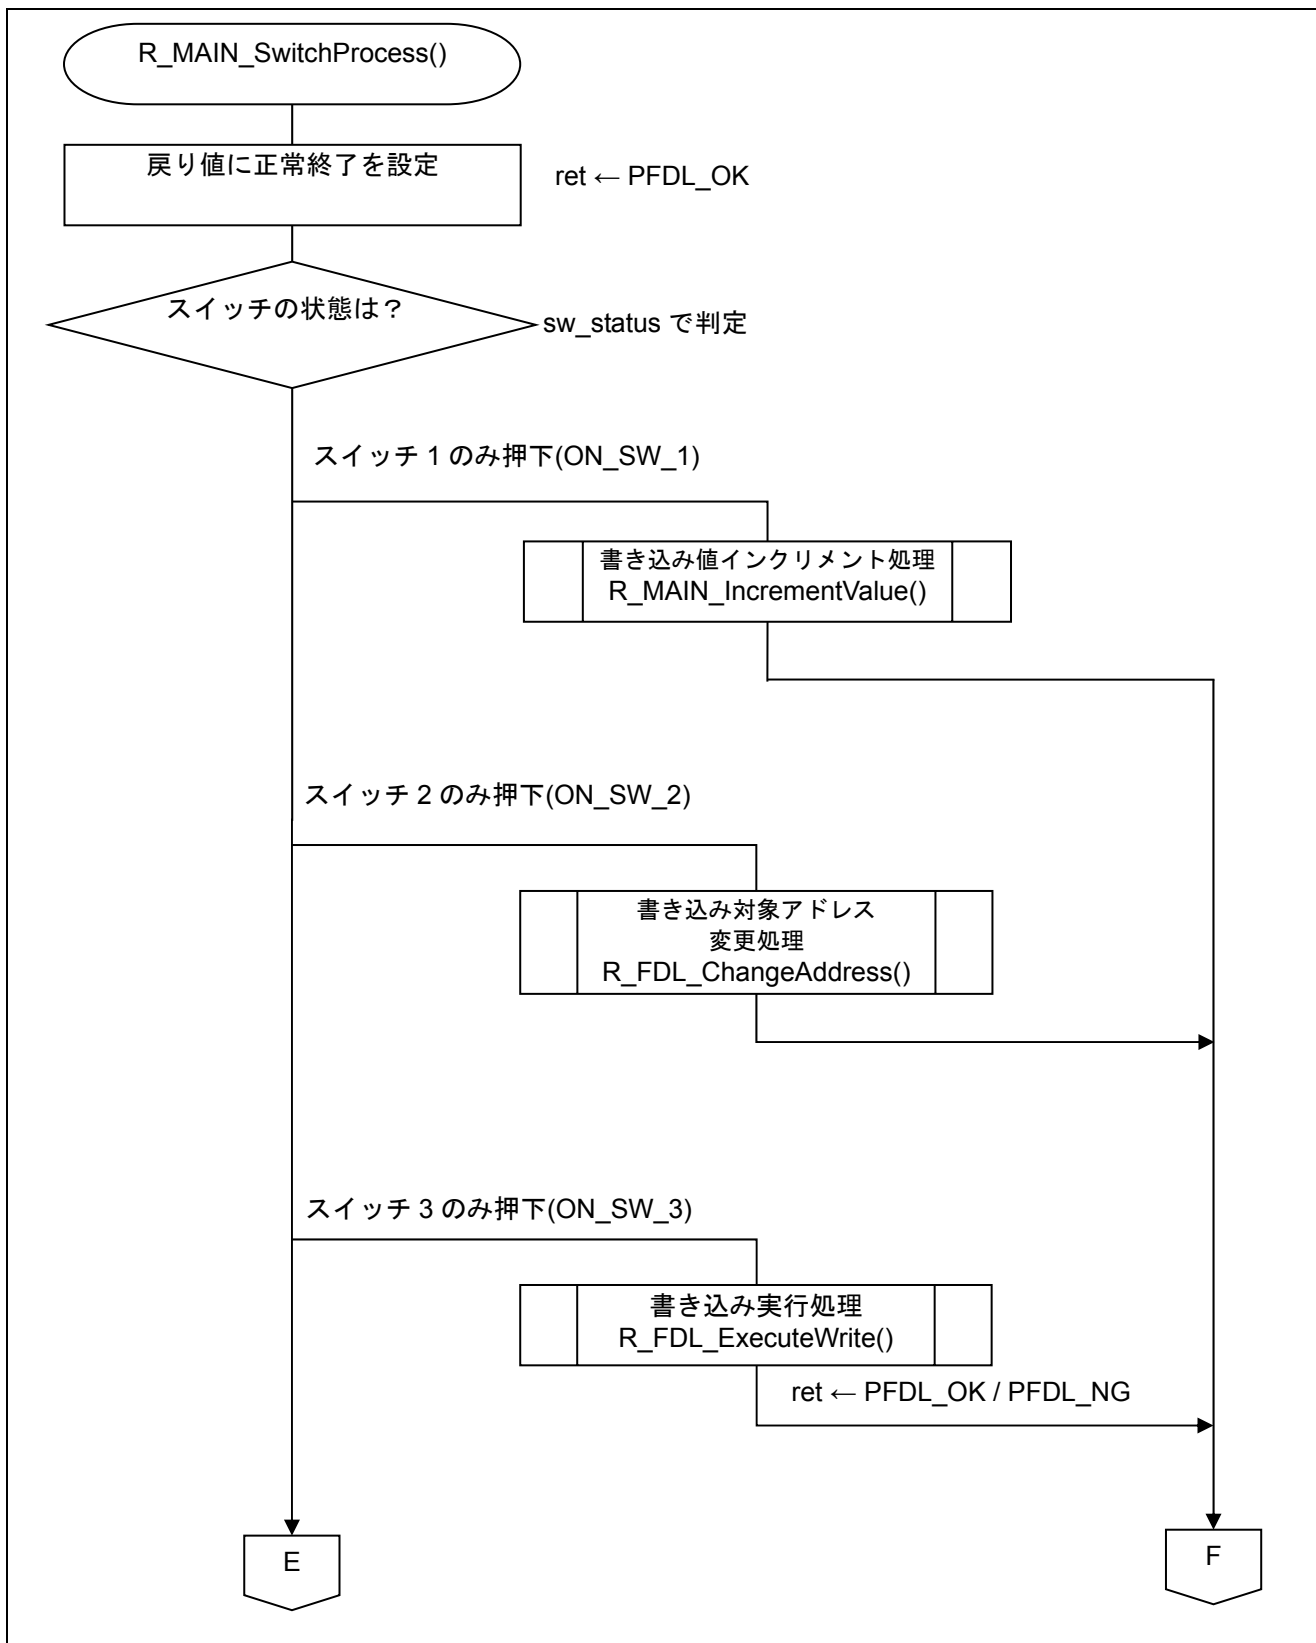 R_MAIN_SwitchProcess()
戻り値に正常終了を設定
ret ← PFDL_OK
スイッチの状態は？
sw_status で判定
スイッチ 1 のみ押下(ON_SW_1)
書き込み値インクリメント処理
R_MAIN_IncrementValue()
スイッチ 2 のみ押下(ON_SW_2)
書き込み対象アドレス
変更処理
R_FDL_ChangeAddress()
スイッチ 3 のみ押下(ON_SW_3)
書き込み実行処理
R_FDL_ExecuteWrite()
ret ← PFDL_OK / PFDL_NG
E
F